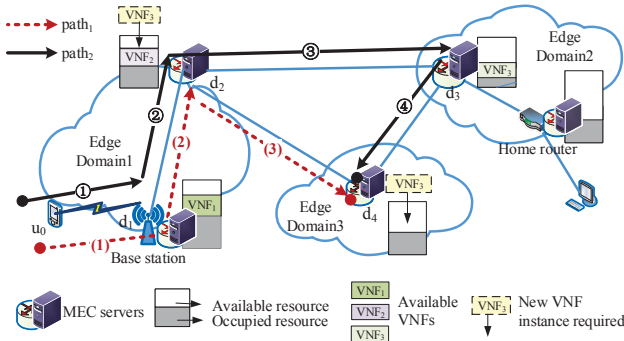 path₁
path₂
VNF₃
VNF₂
d₂
③
Edge
Domain2
VNF₃
d₃
②
④
Edge
Domain1
(2)
(3)
Home router
①
VNF₁
VNF₃
u₀
d₁
(1)
Base station
Edge
Domain3
d₄
MEC servers
Available resource
Occupied resource
VNF₁
VNF₂
VNF₃
Available
VNFs
VNF₃
New VNF
instance required